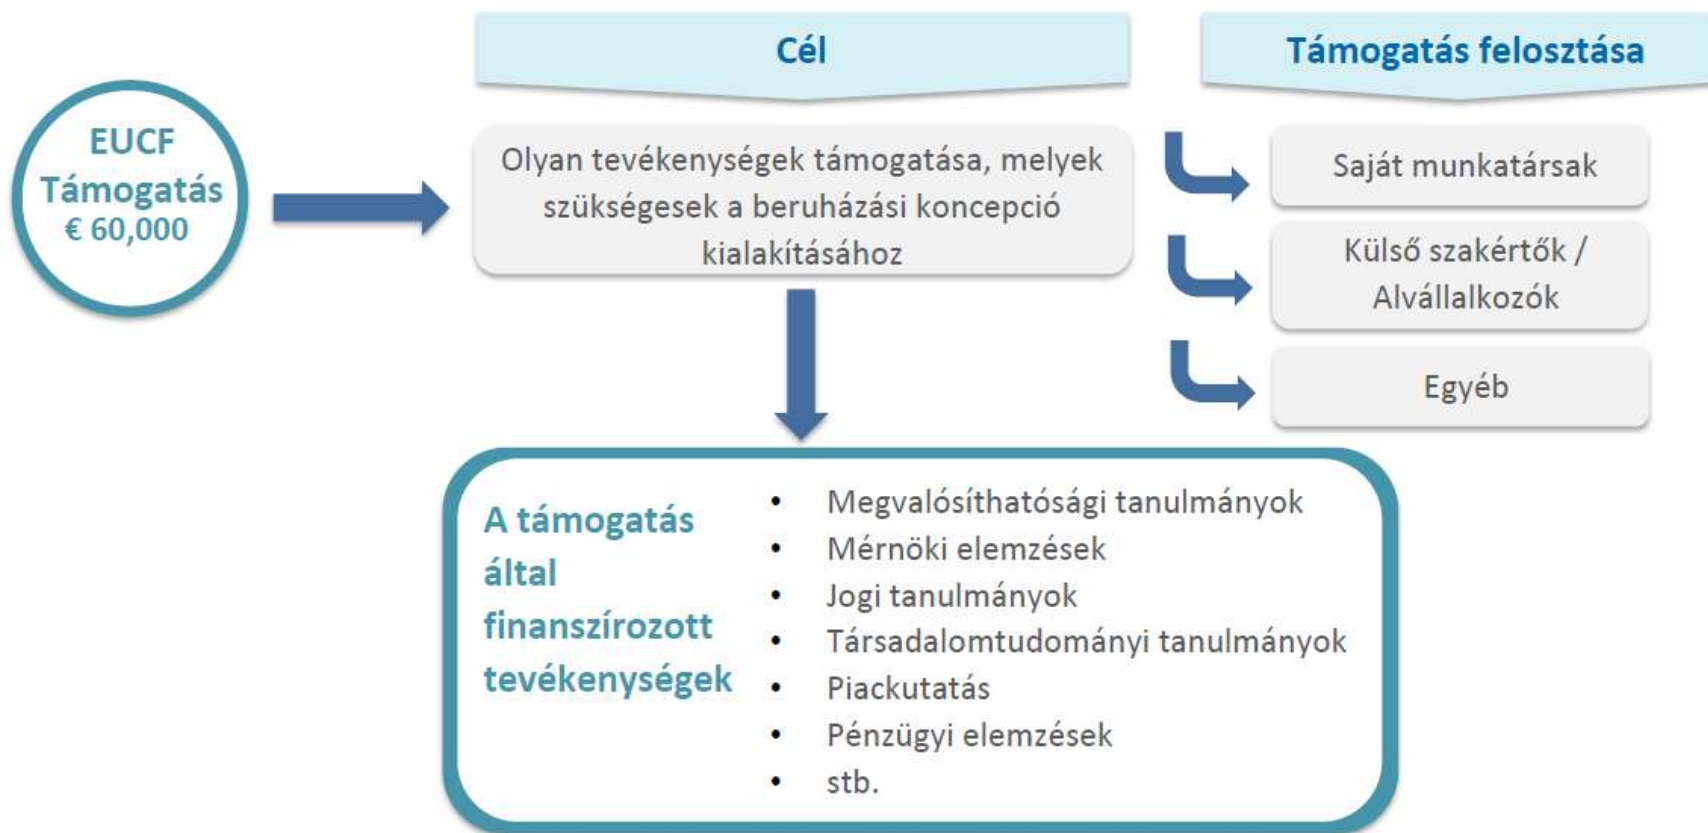 Cél
Támogatás felosztása
EUCF
Támogatás
€ 60,000
Olyan tevékenységek támogatása, melyek
szükségesek a beruházási koncepció
kialakításához
Saját munkatársak
Külső szakértők /
Alvállalkozók
Egyéb
A támogatás
által
finanszírozott
tevékenységek
• Megvalósíthatósági tanulmányok
• Mérnöki elemzések
• Jogi tanulmányok
• Társadalomtudományi tanulmányok
• Piackutatás
• Pénzügyi elemzések
• stb.